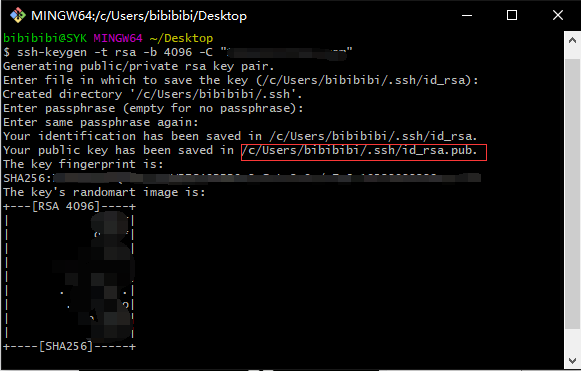 MINGW64:/c/Users/bibibibi/Desktop
bibibibi@SYK MINGW64 ~/Desktop
$ ssh-keygen -t rsa -b 4096 -C "
Generating public/private rsa key pair.
Enter file in which to save the key (/c/Users/bibibibi/.ssh/id_rsa):
Created directory '/c/Users/bibibibi/.ssh'.
Enter passphrase (empty for no passphrase):
Enter same passphrase again:
Your identification has been saved in /c/Users/bibibibi/.ssh/id_rsa.
Your public key has been saved in /c/Users/bibibibi/.ssh/id_rsa.pub.
The key fingerprint is:
SHA256:
The key's randomart image is:
+---[RSA 4096]----+
+----[SHA256]-----+